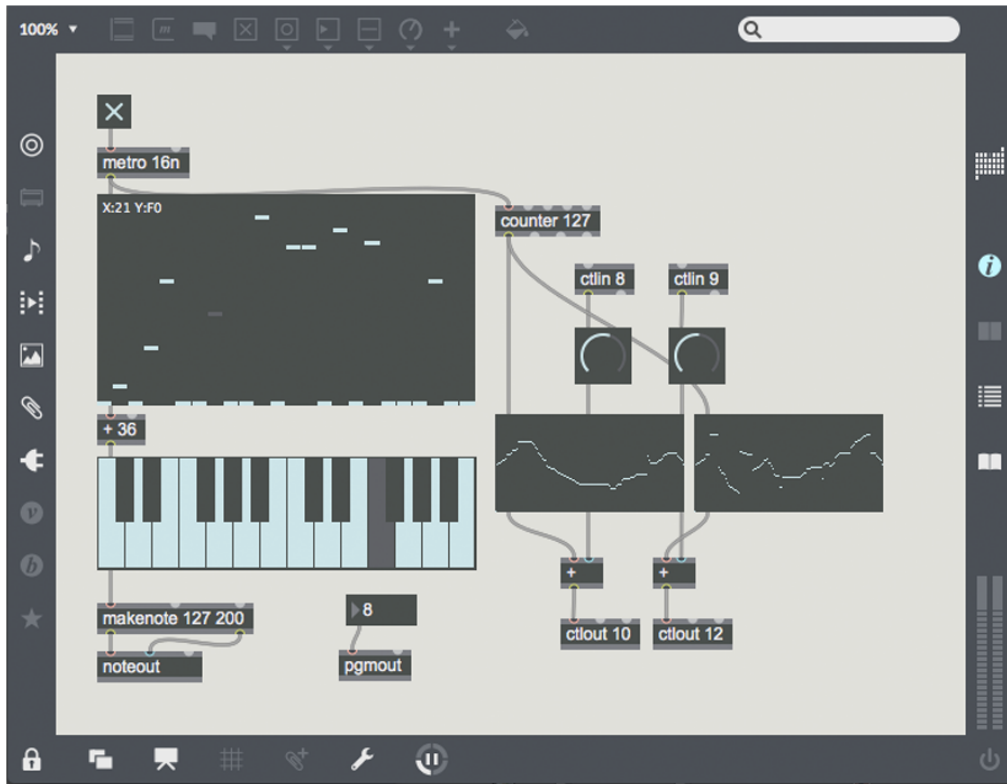 100%
metro 16n
X:21 Y:F0
counter 127
ctlin 8
ctlin 9
+ 36
+
+
makenote 127 200
8
ctlout 10
ctlout 12
noteout
pgmout